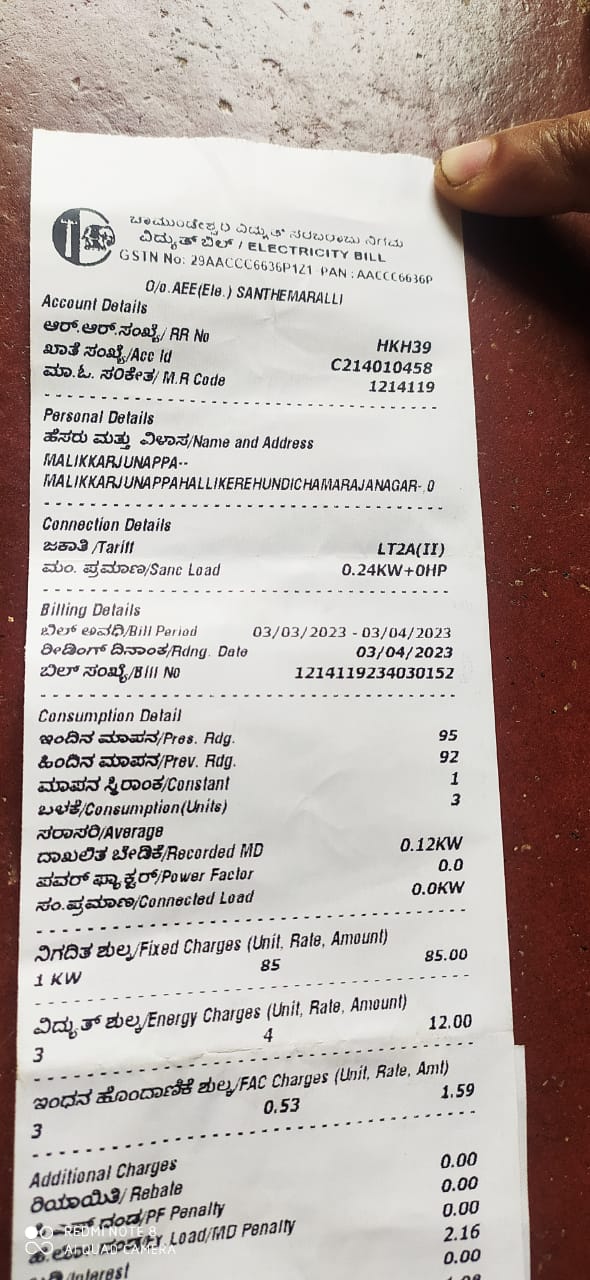 ಚಾಮುಂಡೇಶ್ವರಿ ವಿದ್ಯುತ್ ಸರಬರಾಜು ನಿಗಮ
ವಿದ್ಯುತ್ ಬಿಲ್ / ELECTRICITY BILL
GSTN No: 29AACCC6636P1Z1 PAN : AACCC6636P
O/o.AEE(Ele.) SANTHEMARALLI
Account Details
ಆರ್.ಆರ್.ಸಂಖ್ಯೆ/ RR No HKH39
ಖಾತೆ ಸಂಖ್ಯೆ/Acc Id C214010458
ಮಾ.ಓ. ಸಂಕೇತ/ M.R Code 1214119
Personal Details
ಹೆಸರು ಮತ್ತು ವಿಳಾಸ/Name and Address
MALIKKARJUNAPPA--
MALIKKARJUNAPPAHALLIKEREHUNDICHAMARAJANAGAR-,0
Connection Details
ಜಕಾತಿ /Tariff LT2A(II)
ಮಂ. ಪ್ರಮಾಣ/Sanc Load 0.24KW+0HP
Billing Details
ಬಿಲ್ ಅವಧಿ/Bill Period 03/03/2023 - 03/04/2023
ರೀಡಿಂಗ್ ದಿನಾಂಕ/Rdng. Date 03/04/2023
ಬಿಲ್ ಸಂಖ್ಯೆ/Bill No 1214119234030152
Consumption Detail
ಇಂದಿನ ಮಾಪನ/Pres. Rdg. 95
ಹಿಂದಿನ ಮಾಪನ/Prev. Rdg. 92
ಮಾಪನ ಸ್ಥಿರಾಂಕ/Constant 1
ಬಳಕೆ/Consumption(Units) 3
ಸರಾಸರಿ/Average
ದಾಖಲಿತ ಬೇಡಿಕೆ/Recorded MD 0.12KW
ಪವರ್ ಫ್ಯಾಕ್ಟರ್/Power Factor 0.0
ಸಂ.ಪ್ರಮಾಣ/Connected Load 0.0KW
ನಿಗದಿತ ಶುಲ್ಕ/Fixed Charges (Unit, Rate, Amount)
1 KW 85 85.00
ವಿದ್ಯುತ್ ಶುಲ್ಕ/Energy Charges (Unit, Rate, Amount)
3 4 12.00
ಇಂಧನ ಹೊಂದಾಣಿಕೆ ಶುಲ್ಕ/FAC Charges (Unit, Rate, Amt)
3 0.53 1.59
Additional Charges 0.00
ರಿಯಾಯಿತಿ/ Rebate 0.00
ದಂಡ/PF Penalty 0.00
Load/MD Penalty 2.16
/Interest 0.00
REDMI NOTE 8
AI QUAD CAMERA